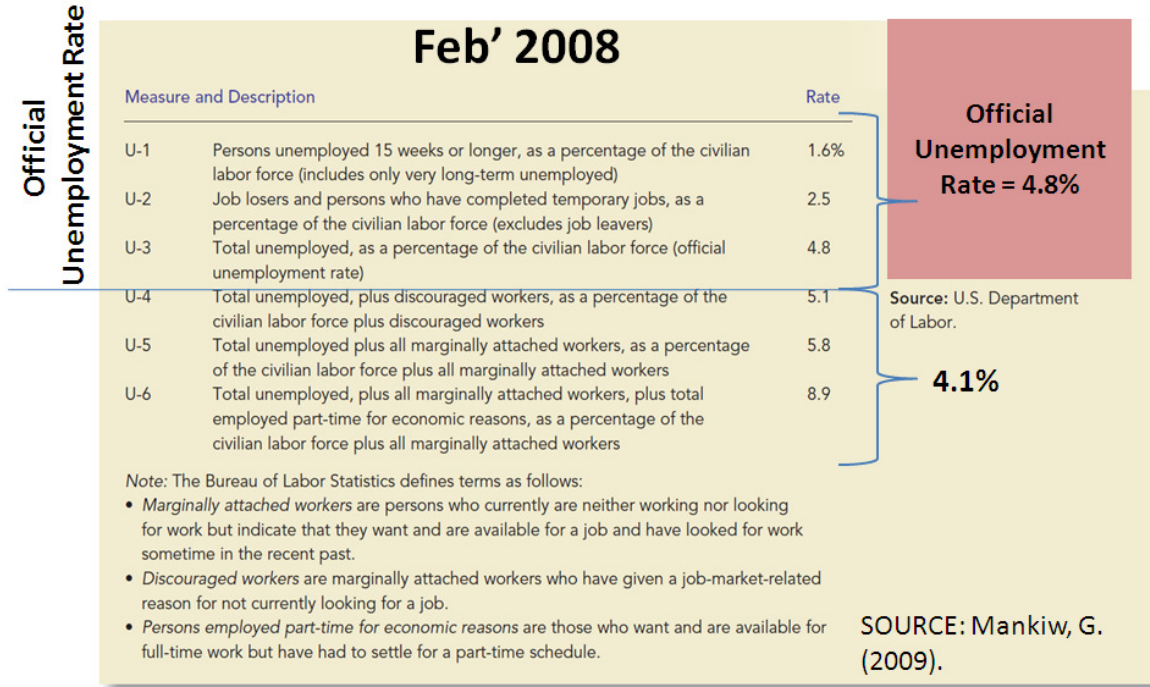 Official
Unemployment Rate
Feb’ 2008
Measure and Description Rate
U-1 Persons unemployed 15 weeks or longer, as a percentage of the civilian 1.6%
labor force (includes only very long-term unemployed)
U-2 Job losers and persons who have completed temporary jobs, as a 2.5
percentage of the civilian labor force (excludes job leavers)
U-3 Total unemployed, as a percentage of the civilian labor force (official 4.8
unemployment rate)
U-4 Total unemployed, plus discouraged workers, as a percentage of the 5.1
civilian labor force plus discouraged workers
U-5 Total unemployed plus all marginally attached workers, as a percentage 5.8
of the civilian labor force plus all marginally attached workers
U-6 Total unemployed, plus all marginally attached workers, plus total 8.9
employed part-time for economic reasons, as a percentage of the
civilian labor force plus all marginally attached workers
Note: The Bureau of Labor Statistics defines terms as follows:
• Marginally attached workers are persons who currently are neither working nor looking
for work but indicate that they want and are available for a job and have looked for work
sometime in the recent past.
• Discouraged workers are marginally attached workers who have given a job-market-related
reason for not currently looking for a job.
• Persons employed part-time for economic reasons are those who want and are available for
full-time work but have had to settle for a part-time schedule.
Official
Unemployment
Rate = 4.8%
Source: U.S. Department
of Labor.
4.1%
SOURCE: Mankiw, G.
(2009).